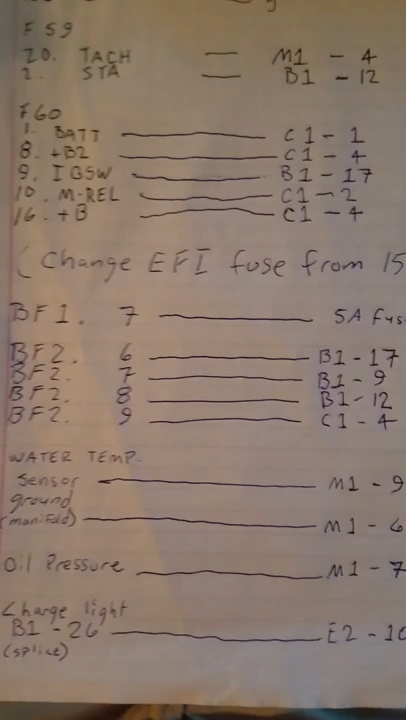 F59
20. TACH — M1 - 4
2. STA — B1 - 12
F60
1. BATT — C1 - 1
8. +B2 — C1 - 4
9. IGSW — B1 - 17
10. M-REL — C1 - 2
16. +B — C1 - 4
(Change EFI fuse from 15
BF1. 7 — 5A fus
BF2. 6 — B1 - 17
BF2. 7 — B1 - 9
BF2. 8 — B1 - 12
BF2. 9 — C1 - 4
WATER TEMP.
Sensor — M1 - 9
ground
(manifold) — M1 - 6
Oil Pressure — M1 - 7
Charge light
B1 - 26 — E2 - 10
(splice)